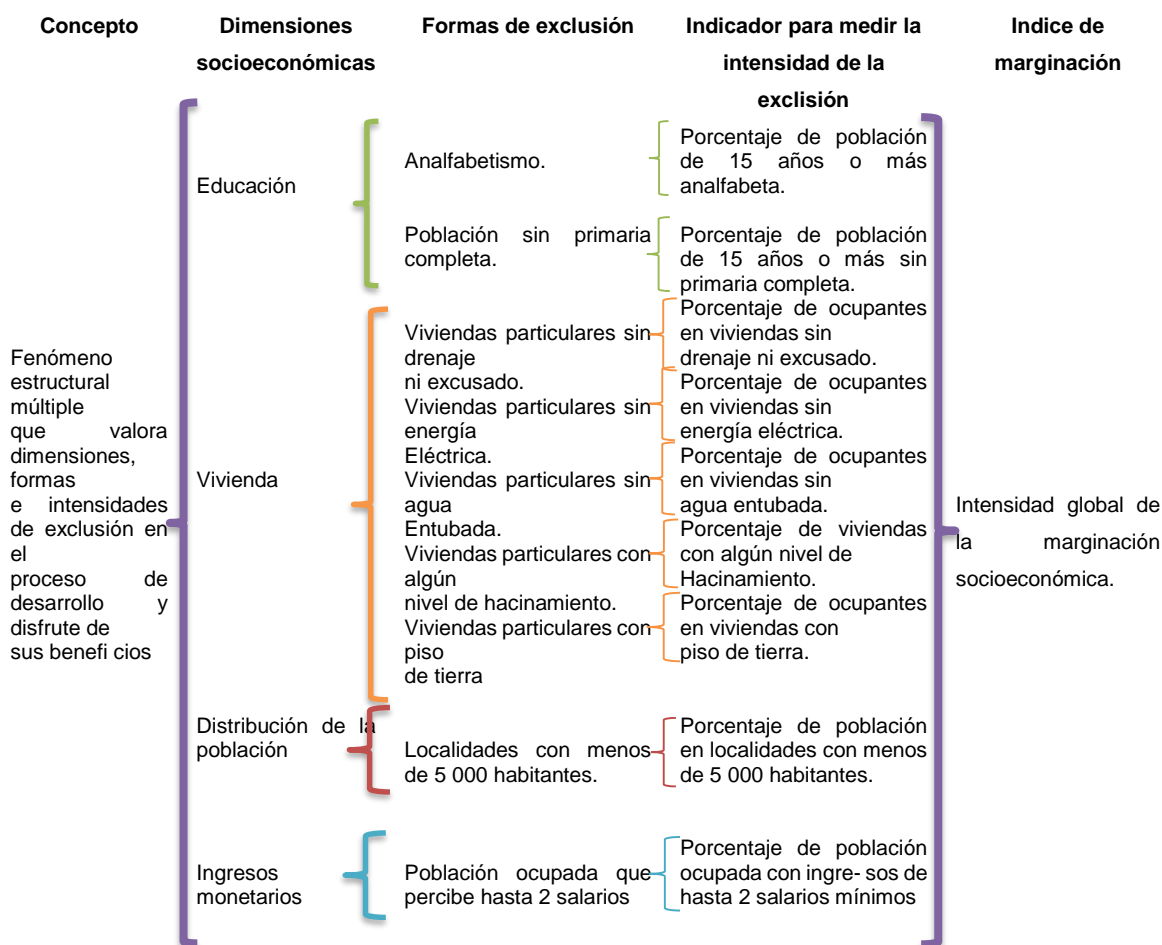 Concepto
Dimensiones
socioeconómicas
Formas de exclusión
Indicador para medir la
intensidad de la
exclisión
Indice de
marginación
Fenómeno
estructural
múltiple
que valora
dimensiones,
formas
e intensidades
de exclusión en
el
proceso de
desarrollo y
disfrute de
sus benefi cios
Educación
Analfabetismo.
Porcentaje de población
de 15 años o más
analfabeta.
Población sin primaria
completa.
Porcentaje de población
de 15 años o más sin
primaria completa.
Vivienda
Viviendas particulares sin
drenaje
ni excusado.
Viviendas particulares sin
energía
Eléctrica.
Viviendas particulares sin
agua
Entubada.
Viviendas particulares con
algún
nivel de hacinamiento.
Viviendas particulares con
piso
de tierra
Porcentaje de ocupantes
en viviendas sin
drenaje ni excusado.
Porcentaje de ocupantes
en viviendas sin
energía eléctrica.
Porcentaje de ocupantes
en viviendas sin
agua entubada.
Porcentaje de viviendas
con algún nivel de
Hacinamiento.
Porcentaje de ocupantes
en viviendas con
piso de tierra.
Distribución de la
población
Localidades con menos
de 5 000 habitantes.
Porcentaje de población
en localidades con menos
de 5 000 habitantes.
Ingresos
monetarios
Población ocupada que
percibe hasta 2 salarios
Porcentaje de población
ocupada con ingre- sos de
hasta 2 salarios mínimos
Intensidad global de
la marginación
socioeconómica.